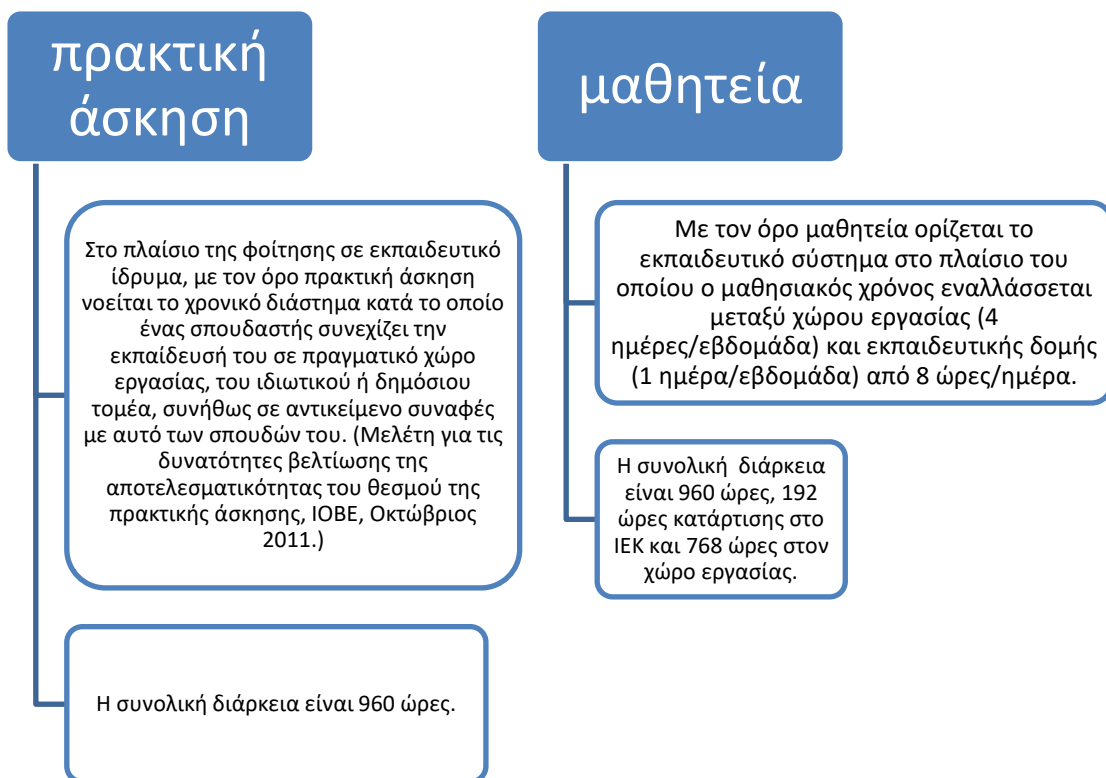 πρακτική
άσκηση
Στο πλαίσιο της φοίτησης σε εκπαιδευτικό
ίδρυμα, με τον όρο πρακτική άσκηση
νοείται το χρονικό διάστημα κατά το οποίο
ένας σπουδαστής συνεχίζει την
εκπαίδευσή του σε πραγματικό χώρο
εργασίας, του ιδιωτικού ή δημόσιου
τομέα, συνήθως σε αντικείμενο συναφές
με αυτό των σπουδών του. (Μελέτη για τις
δυνατότητες βελτίωσης της
αποτελεσματικότητας του θεσμού της
πρακτικής άσκησης, ΙΟΒΕ, Οκτώβριος
2011.)
Η συνολική διάρκεια είναι 960 ώρες.
μαθητεία
Με τον όρο μαθητεία ορίζεται το
εκπαιδευτικό σύστημα στο πλαίσιο του
οποίου ο μαθησιακός χρόνος εναλλάσσεται
μεταξύ χώρου εργασίας (4
ημέρες/εβδομάδα) και εκπαιδευτικής δομής
(1 ημέρα/εβδομάδα) από 8 ώρες/ημέρα.
Η συνολική διάρκεια
είναι 960 ώρες, 192
ώρες κατάρτισης στο
ΙΕΚ και 768 ώρες στον
χώρο εργασίας.